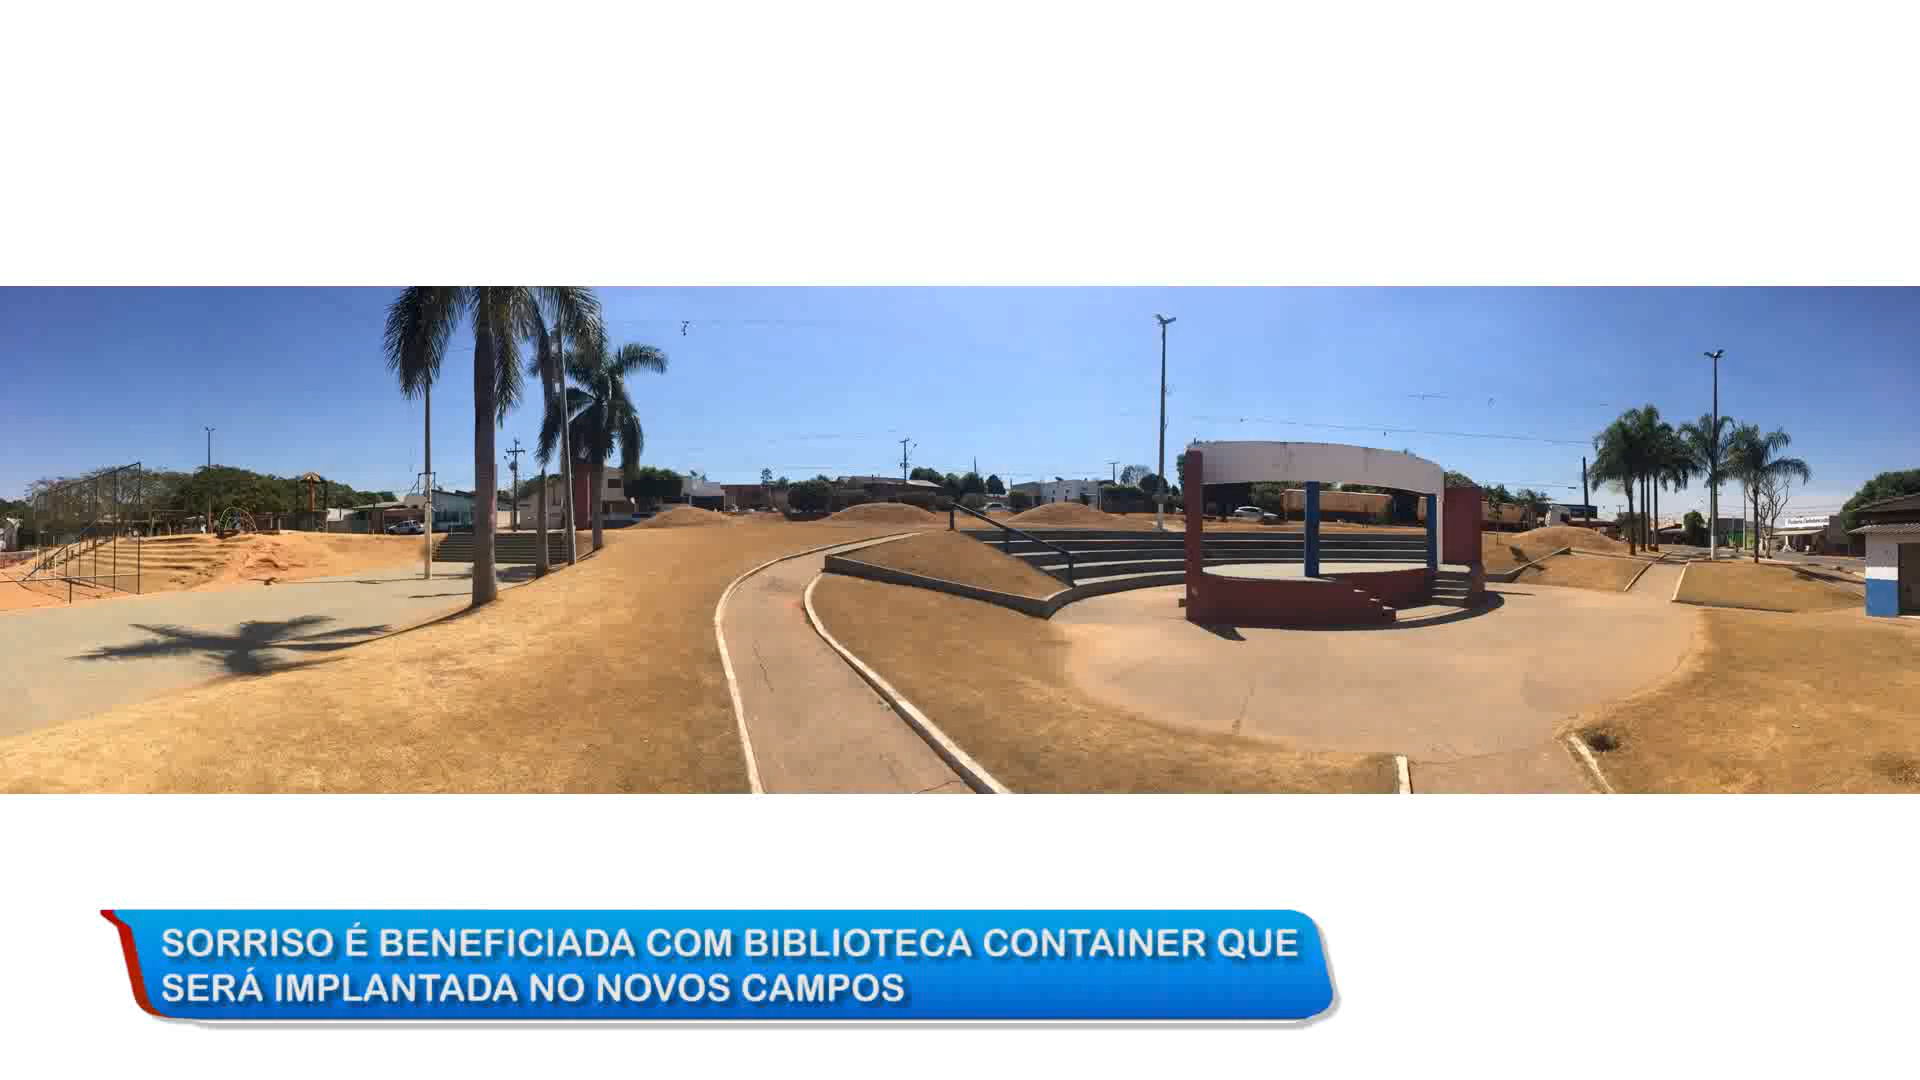 SORRISO É BENEFICIADA COM BIBLIOTECA CONTAINER QUE
SERÁ IMPLANTADA NO NOVOS CAMPOS